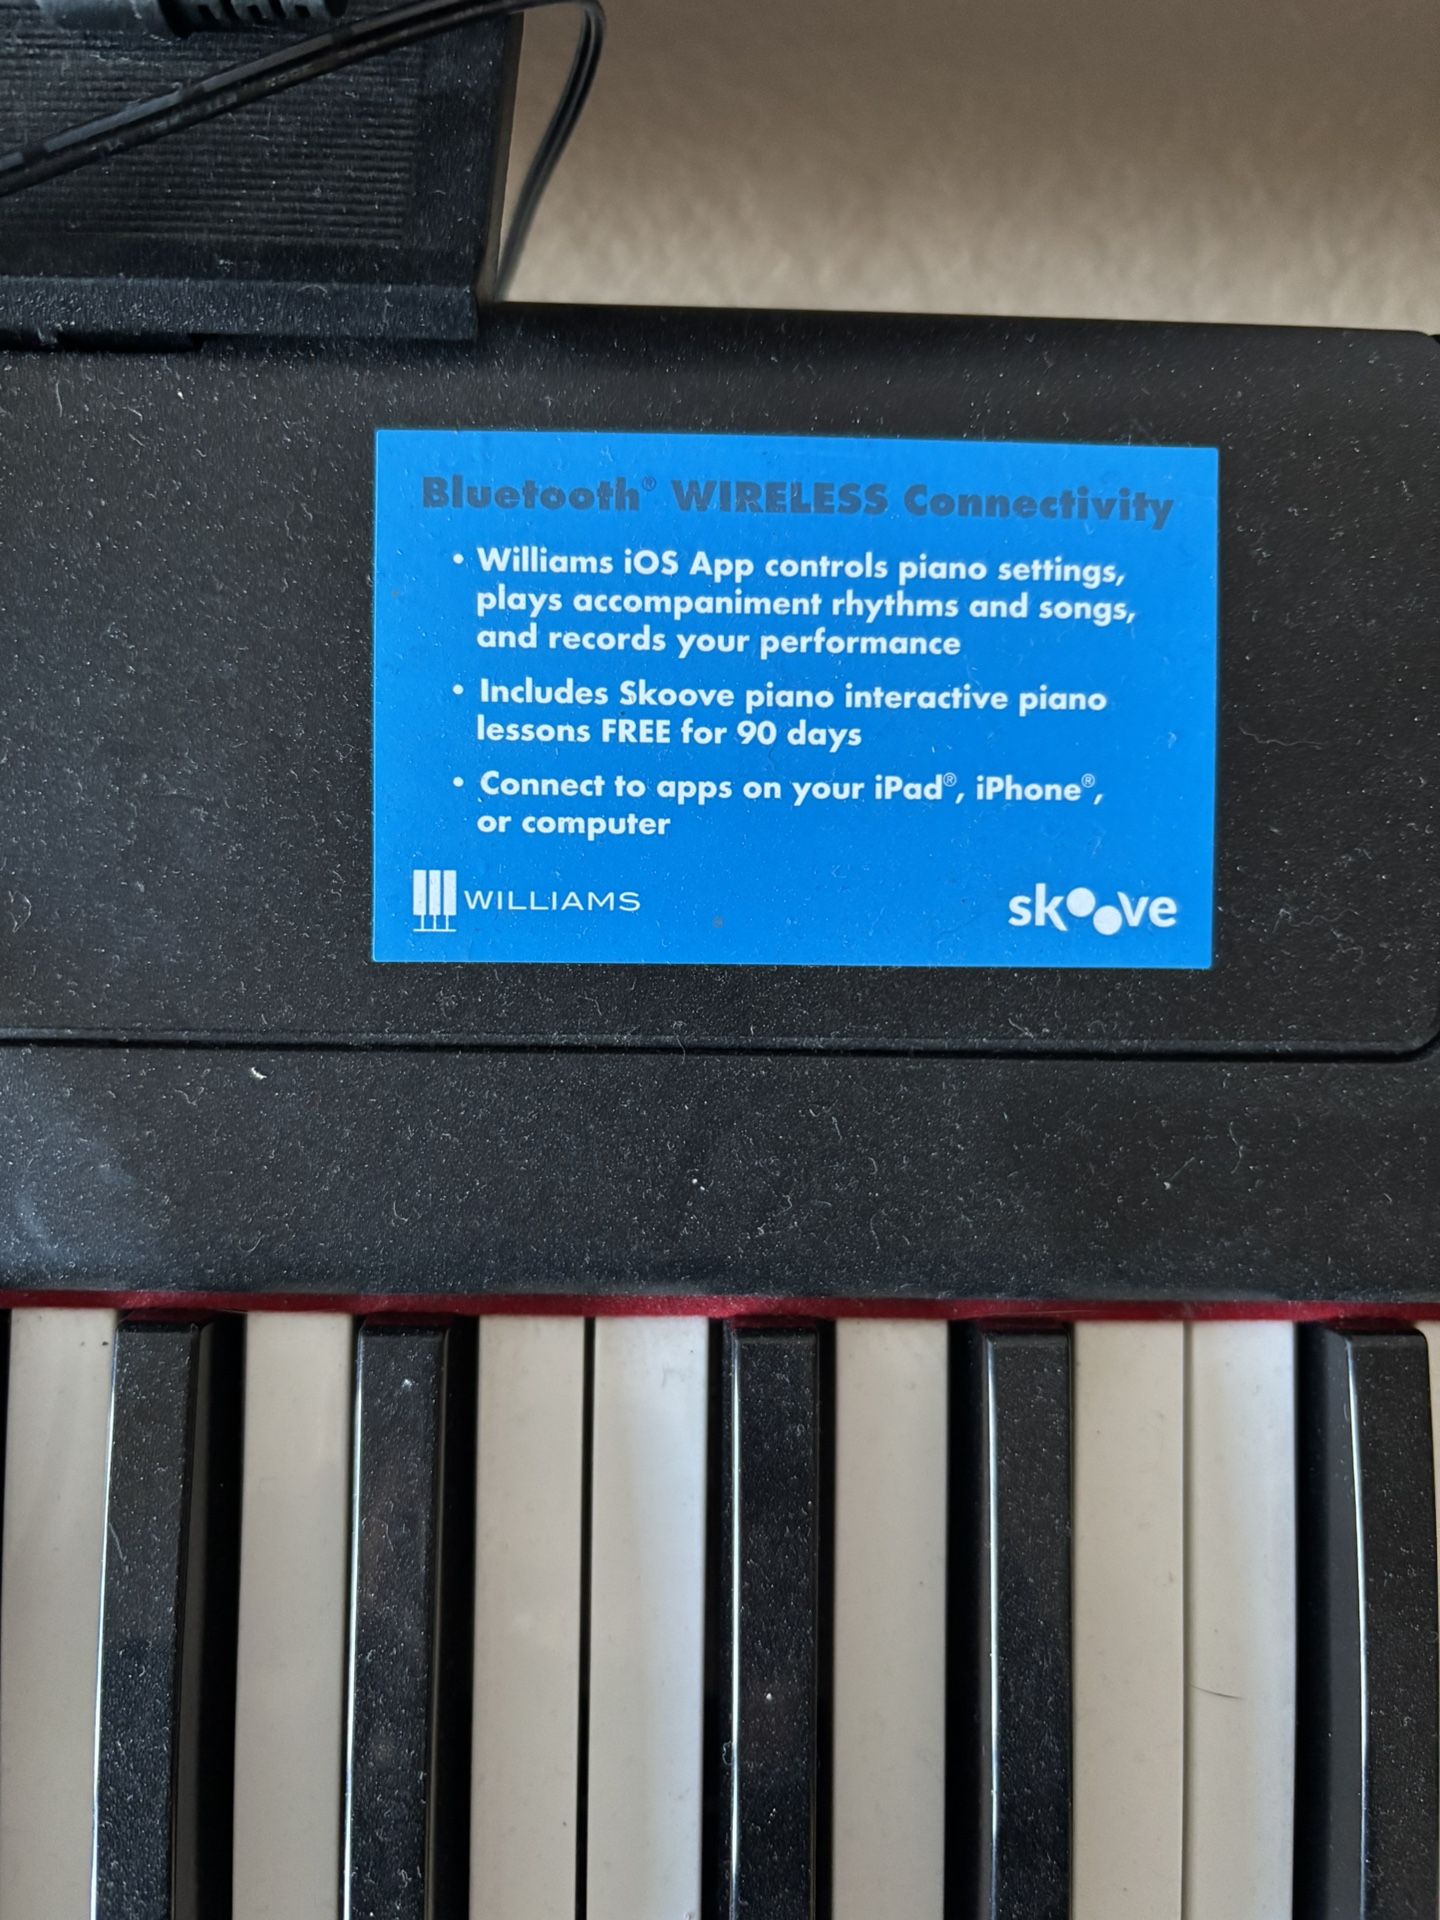 Bluetooth® WIRELESS Connectivity
• Williams iOS App controls piano settings,
plays accompaniment rhythms and songs,
and records your performance
• Includes Skoove piano interactive piano
lessons FREE for 90 days
• Connect to apps on your iPad®, iPhone®,
or computer
WILLIAMS
skoove